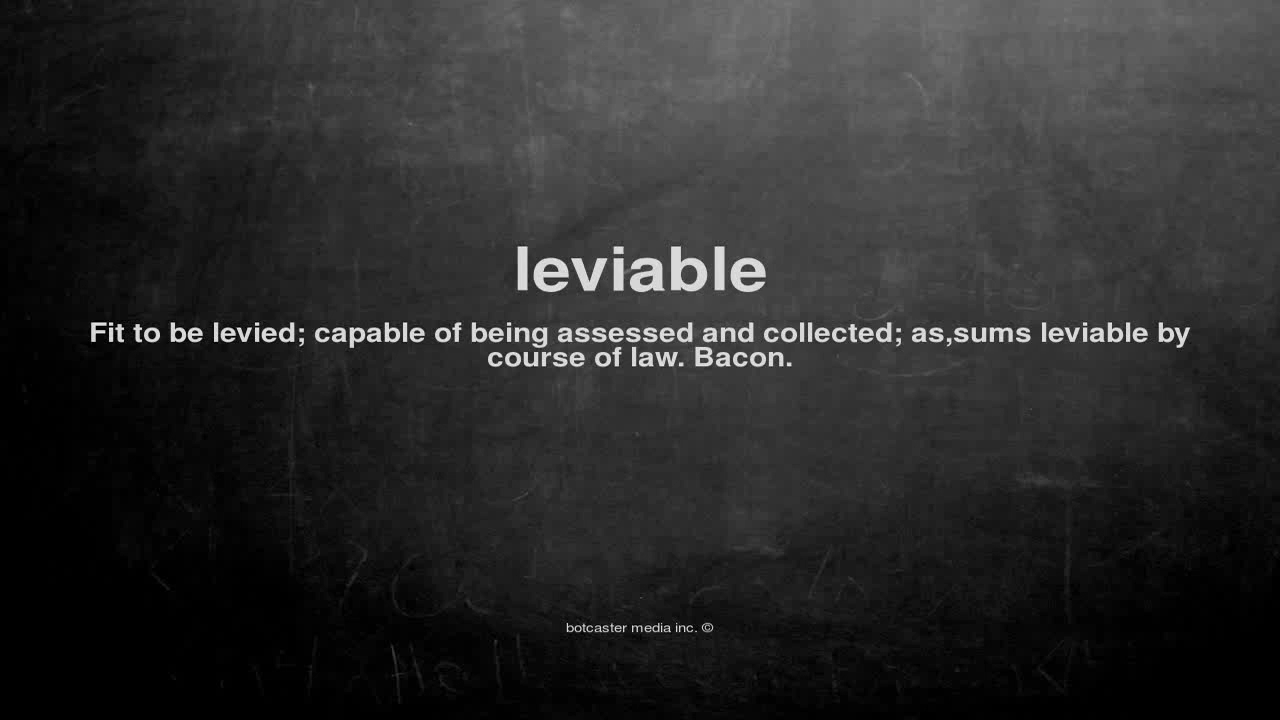 leviable
Fit to be levied; capable of being assessed and collected; as,sums leviable by
course of law. Bacon.
botcaster media inc. ©